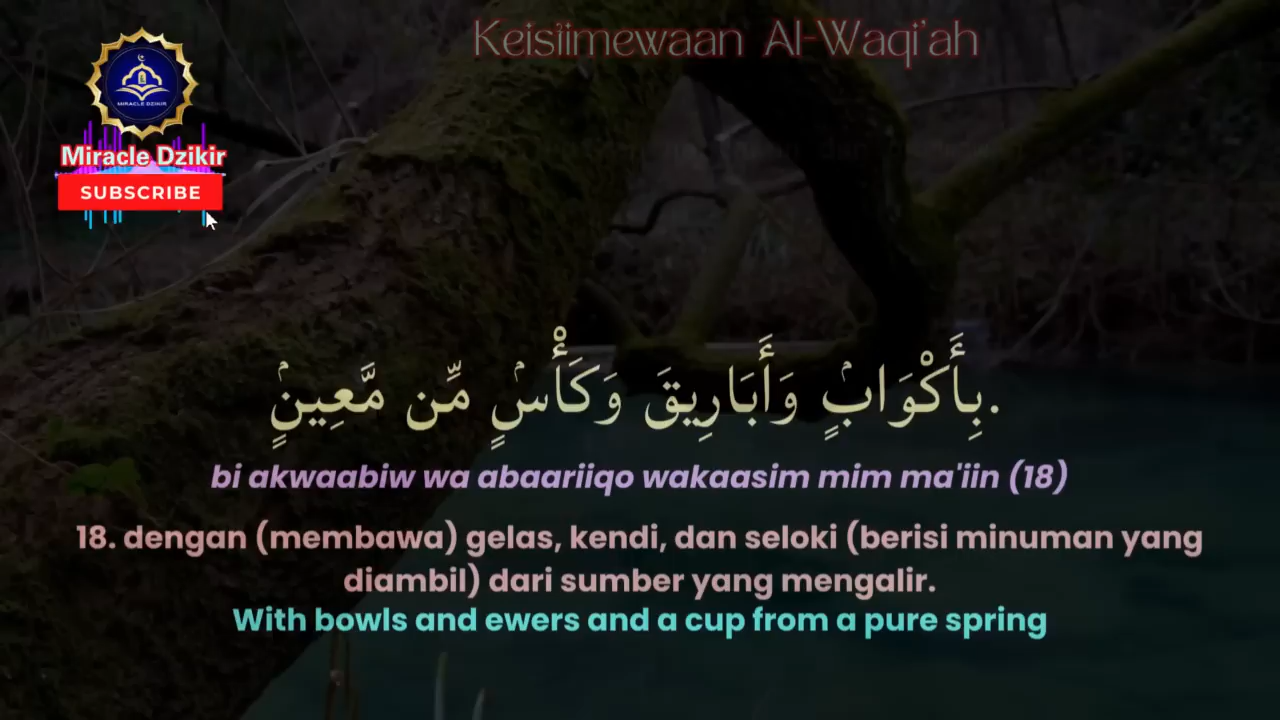 Keistimewaan Al-Waqi'ah
MIRACLE DZIKIR
Miracle Dzikir
SUBSCRIBE
بِأَكْوَابٍۢ وَأَبَارِيقَ وَكَأْسٍۢ مِّن مَّعِينٍۢ.
bi akwaabiw wa abaariiqo wakaasim mim ma'iin (18)
18. dengan (membawa) gelas, kendi, dan seloki (berisi minuman yang
diambil) dari sumber yang mengalir.
With bowls and ewers and a cup from a pure spring